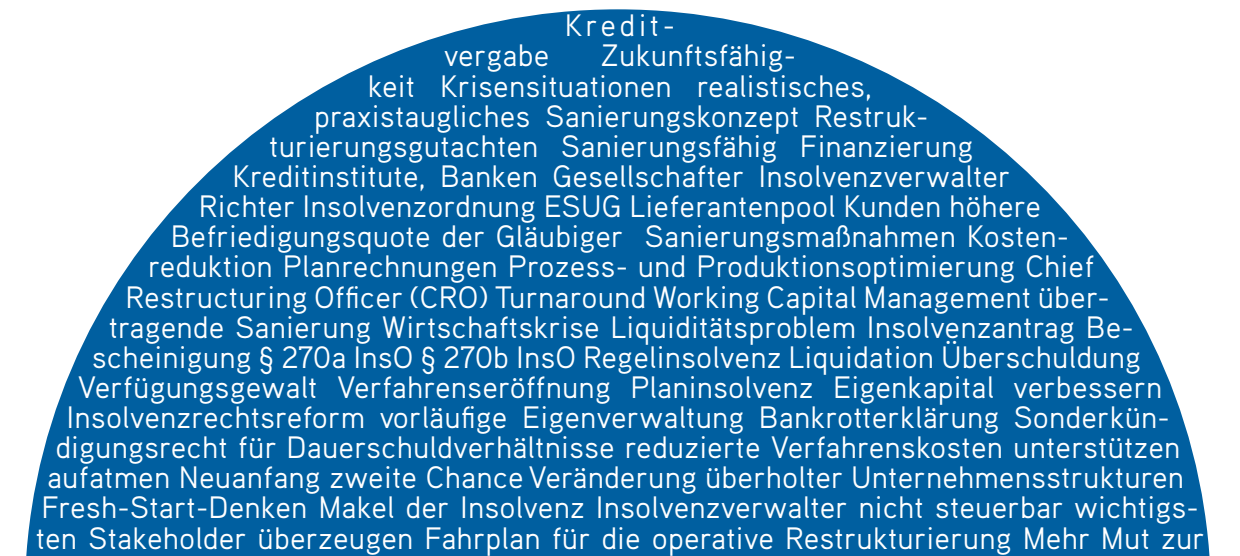 Kredit-
vergabe Zukunftsfähig-
keit Krisensituationen realistisches,
praxistaugliches Sanierungskonzept Restruk-
turierungsgutachten Sanierungsfähig Finanzierung
Kreditinstitute, Banken Gesellschafter Insolvenzverwalter
Richter Insolvenzordnung ESUG Lieferantenpool Kunden höhere
Befriedigungsquote der Gläubiger Sanierungsmaßnahmen Kosten-
reduktion Planrechnungen Prozess- und Produktionsoptimierung Chief
Restructuring Officer (CRO) Turnaround Working Capital Management über-
tragende Sanierung Wirtschaftskrise Liquiditätsproblem Insolvenzantrag Be-
scheinigung § 270a InsO § 270b InsO Regelinsolvenz Liquidation Überschuldung
Verfügungsgewalt Verfahrenseröffnung Planinsolvenz Eigenkapital verbessern
Insolvenzrechtsreform vorläufige Eigenverwaltung Bankrotterklärung Sonderkün-
digungsrecht für Dauerschuldverhältnisse reduzierte Verfahrenskosten unterstützen
aufatmen Neuanfang zweite Chance Veränderung überholter Unternehmensstrukturen
Fresh-Start-Denken Makel der Insolvenz Insolvenzverwalter nicht steuerbar wichtigs-
ten Stakeholder überzeugen Fahrplan für die operative Restrukturierung Mehr Mut zur